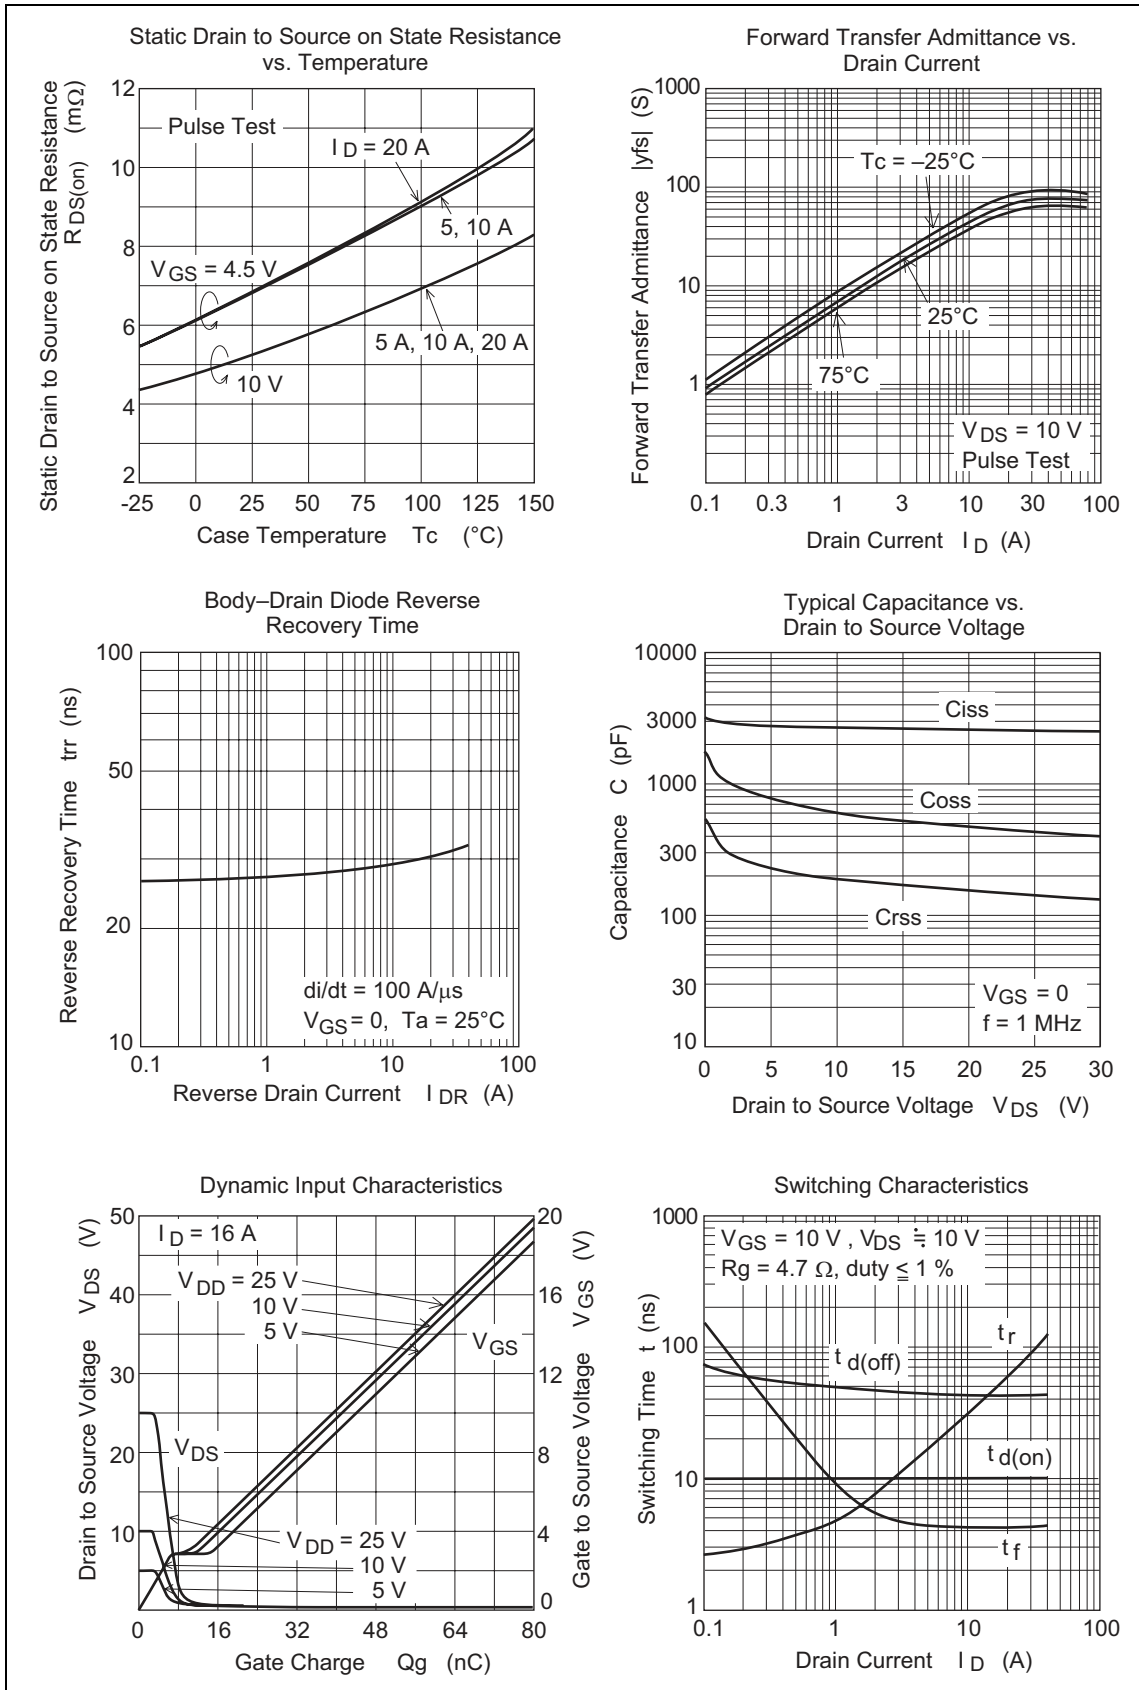 Static Drain to Source on State Resistance
vs. Temperature
Static Drain to Source on State Resistance
R DS(on) (mΩ)
12
10
8
6
4
2
Pulse Test
I D = 20 A
5, 10 A
V GS = 4.5 V
5 A, 10 A, 20 A
10 V
-25 0 25 50 75 100 125 150
Case Temperature Tc (°C)
Forward Transfer Admittance vs.
Drain Current
Forward Transfer Admittance |yfs| (S)
1000
100
10
1
Tc = –25°C
25°C
75°C
V DS = 10 V
Pulse Test
0.1 0.3 1 3 10 30 100
Drain Current I D (A)
Body–Drain Diode Reverse
Recovery Time
Reverse Recovery Time trr (ns)
100
50
20
10
di/dt = 100 A/μs
V GS = 0, Ta = 25°C
0.1 1 10 100
Reverse Drain Current I DR (A)
Typical Capacitance vs.
Drain to Source Voltage
Capacitance C (pF)
10000
3000
1000
300
100
30
10
Ciss
Coss
Crss
V GS = 0
f = 1 MHz
0 5 10 15 20 25 30
Drain to Source Voltage V DS (V)
Dynamic Input Characteristics
Drain to Source Voltage V DS (V)
50
40
30
20
10
0
I D = 16 A
V DD = 25 V
10 V
5 V
V GS
V DS
V DD = 25 V
10 V
5 V
20
16
12
8
4
0
Gate to Source Voltage V GS (V)
0 16 32 48 64 80
Gate Charge Qg (nC)
Switching Characteristics
Switching Time t (ns)
1000
100
10
1
V GS = 10 V , V DS ≒ 10 V
Rg = 4.7 Ω, duty ≦ 1 %
t r
t d(off)
t d(on)
t f
0.1 1 10 100
Drain Current I D (A)